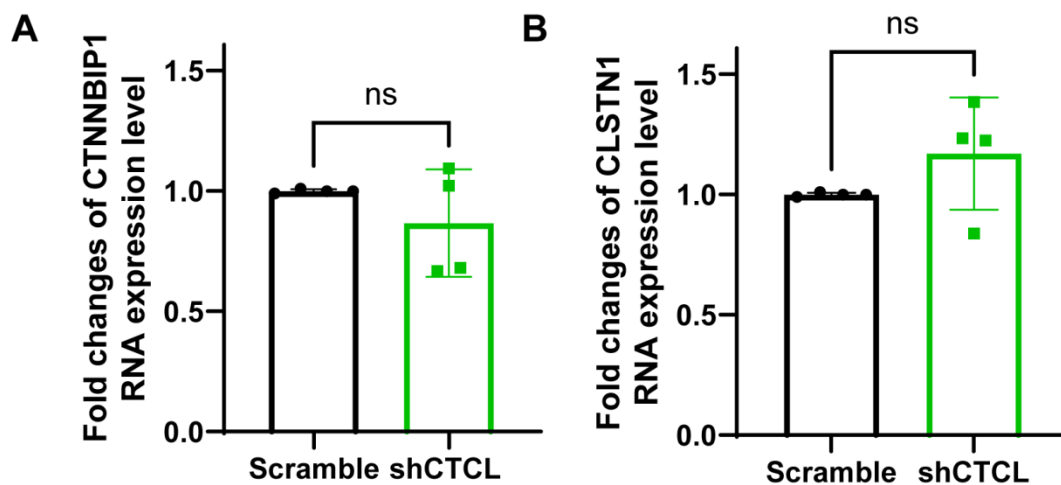 A
Fold changes of CTNNBIP1
RNA expression level
1.5
1.0
0.5
0.0
ns
Scramble shCTCL
B
Fold changes of CLSTN1
RNA expression level
1.5
1.0
0.5
0.0
ns
Scramble shCTCL